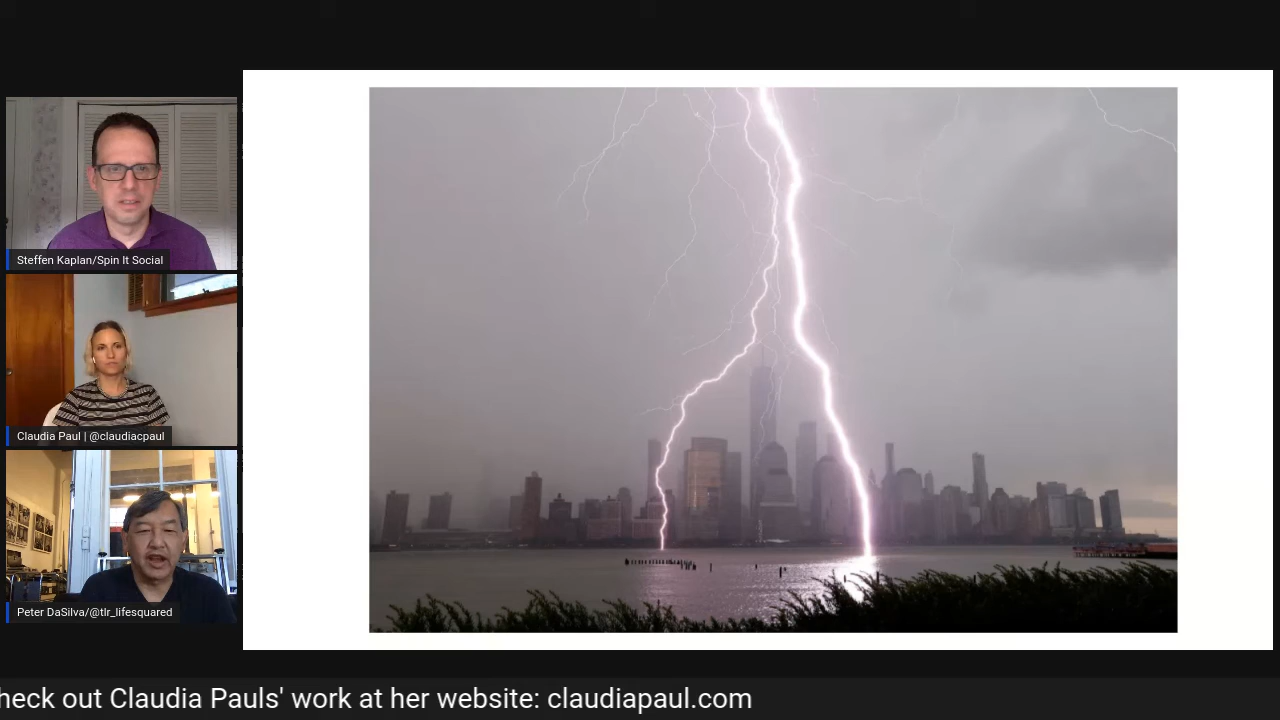 Steffen Kaplan/Spin It Social
Claudia Paul | @claudiacpaul
Peter DaSilva/@tlr_lifesquared
heck out Claudia Pauls' work at her website: claudiapaul.com